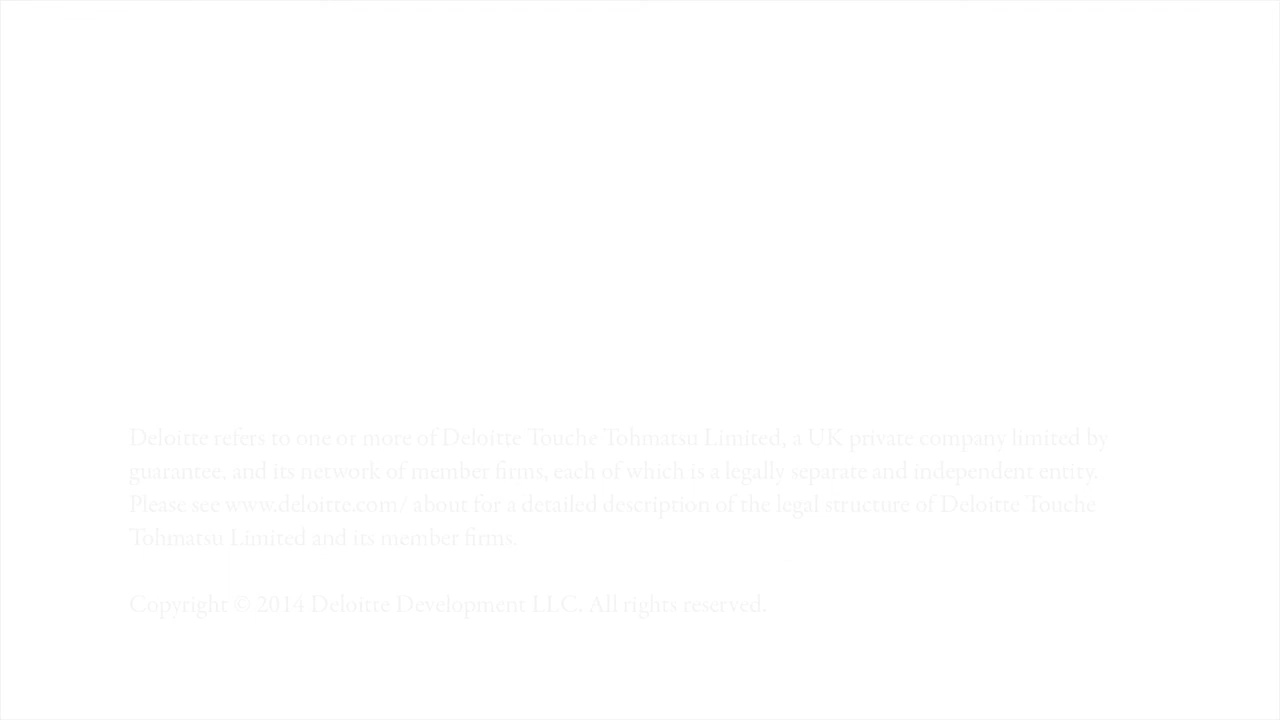 Deloitte refers to one or more of Deloitte Touche Tohmatsu Limited, a UK private company limited by
guarantee, and its network of member firms, each of which is a legally separate and independent entity.
Please see www.deloitte.com/ about for a detailed description of the legal structure of Deloitte Touche
Tohmatsu Limited and its member firms.
Copyright © 2014 Deloitte Development LLC. All rights reserved.